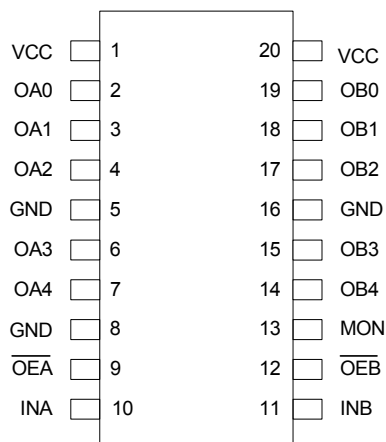 VCC 1 20 VCC
OA0 2 19 OB0
OA1 3 18 OB1
OA2 4 17 OB2
GND 5 16 GND
OA3 6 15 OB3
OA4 7 14 OB4
GND 8 13 MON
O̅E̅A̅ 9 12 O̅E̅B̅
INA 10 11 INB